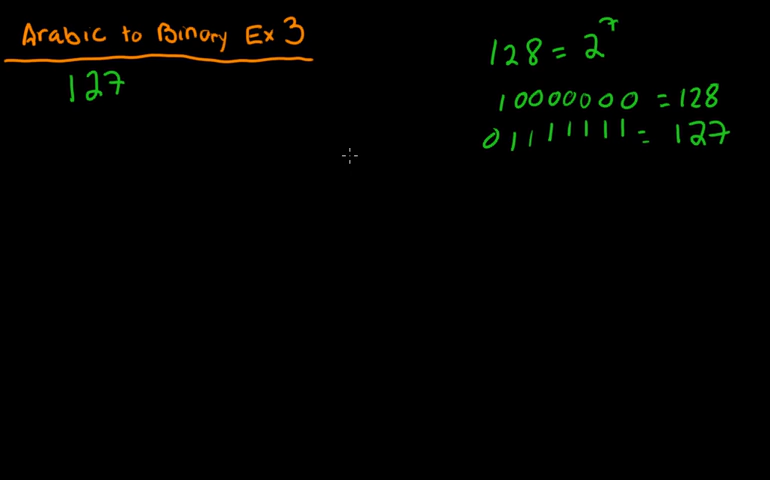 Arabic to Binary Ex 3
127
128 = 2⁷
10000000 = 128
01111111 = 127